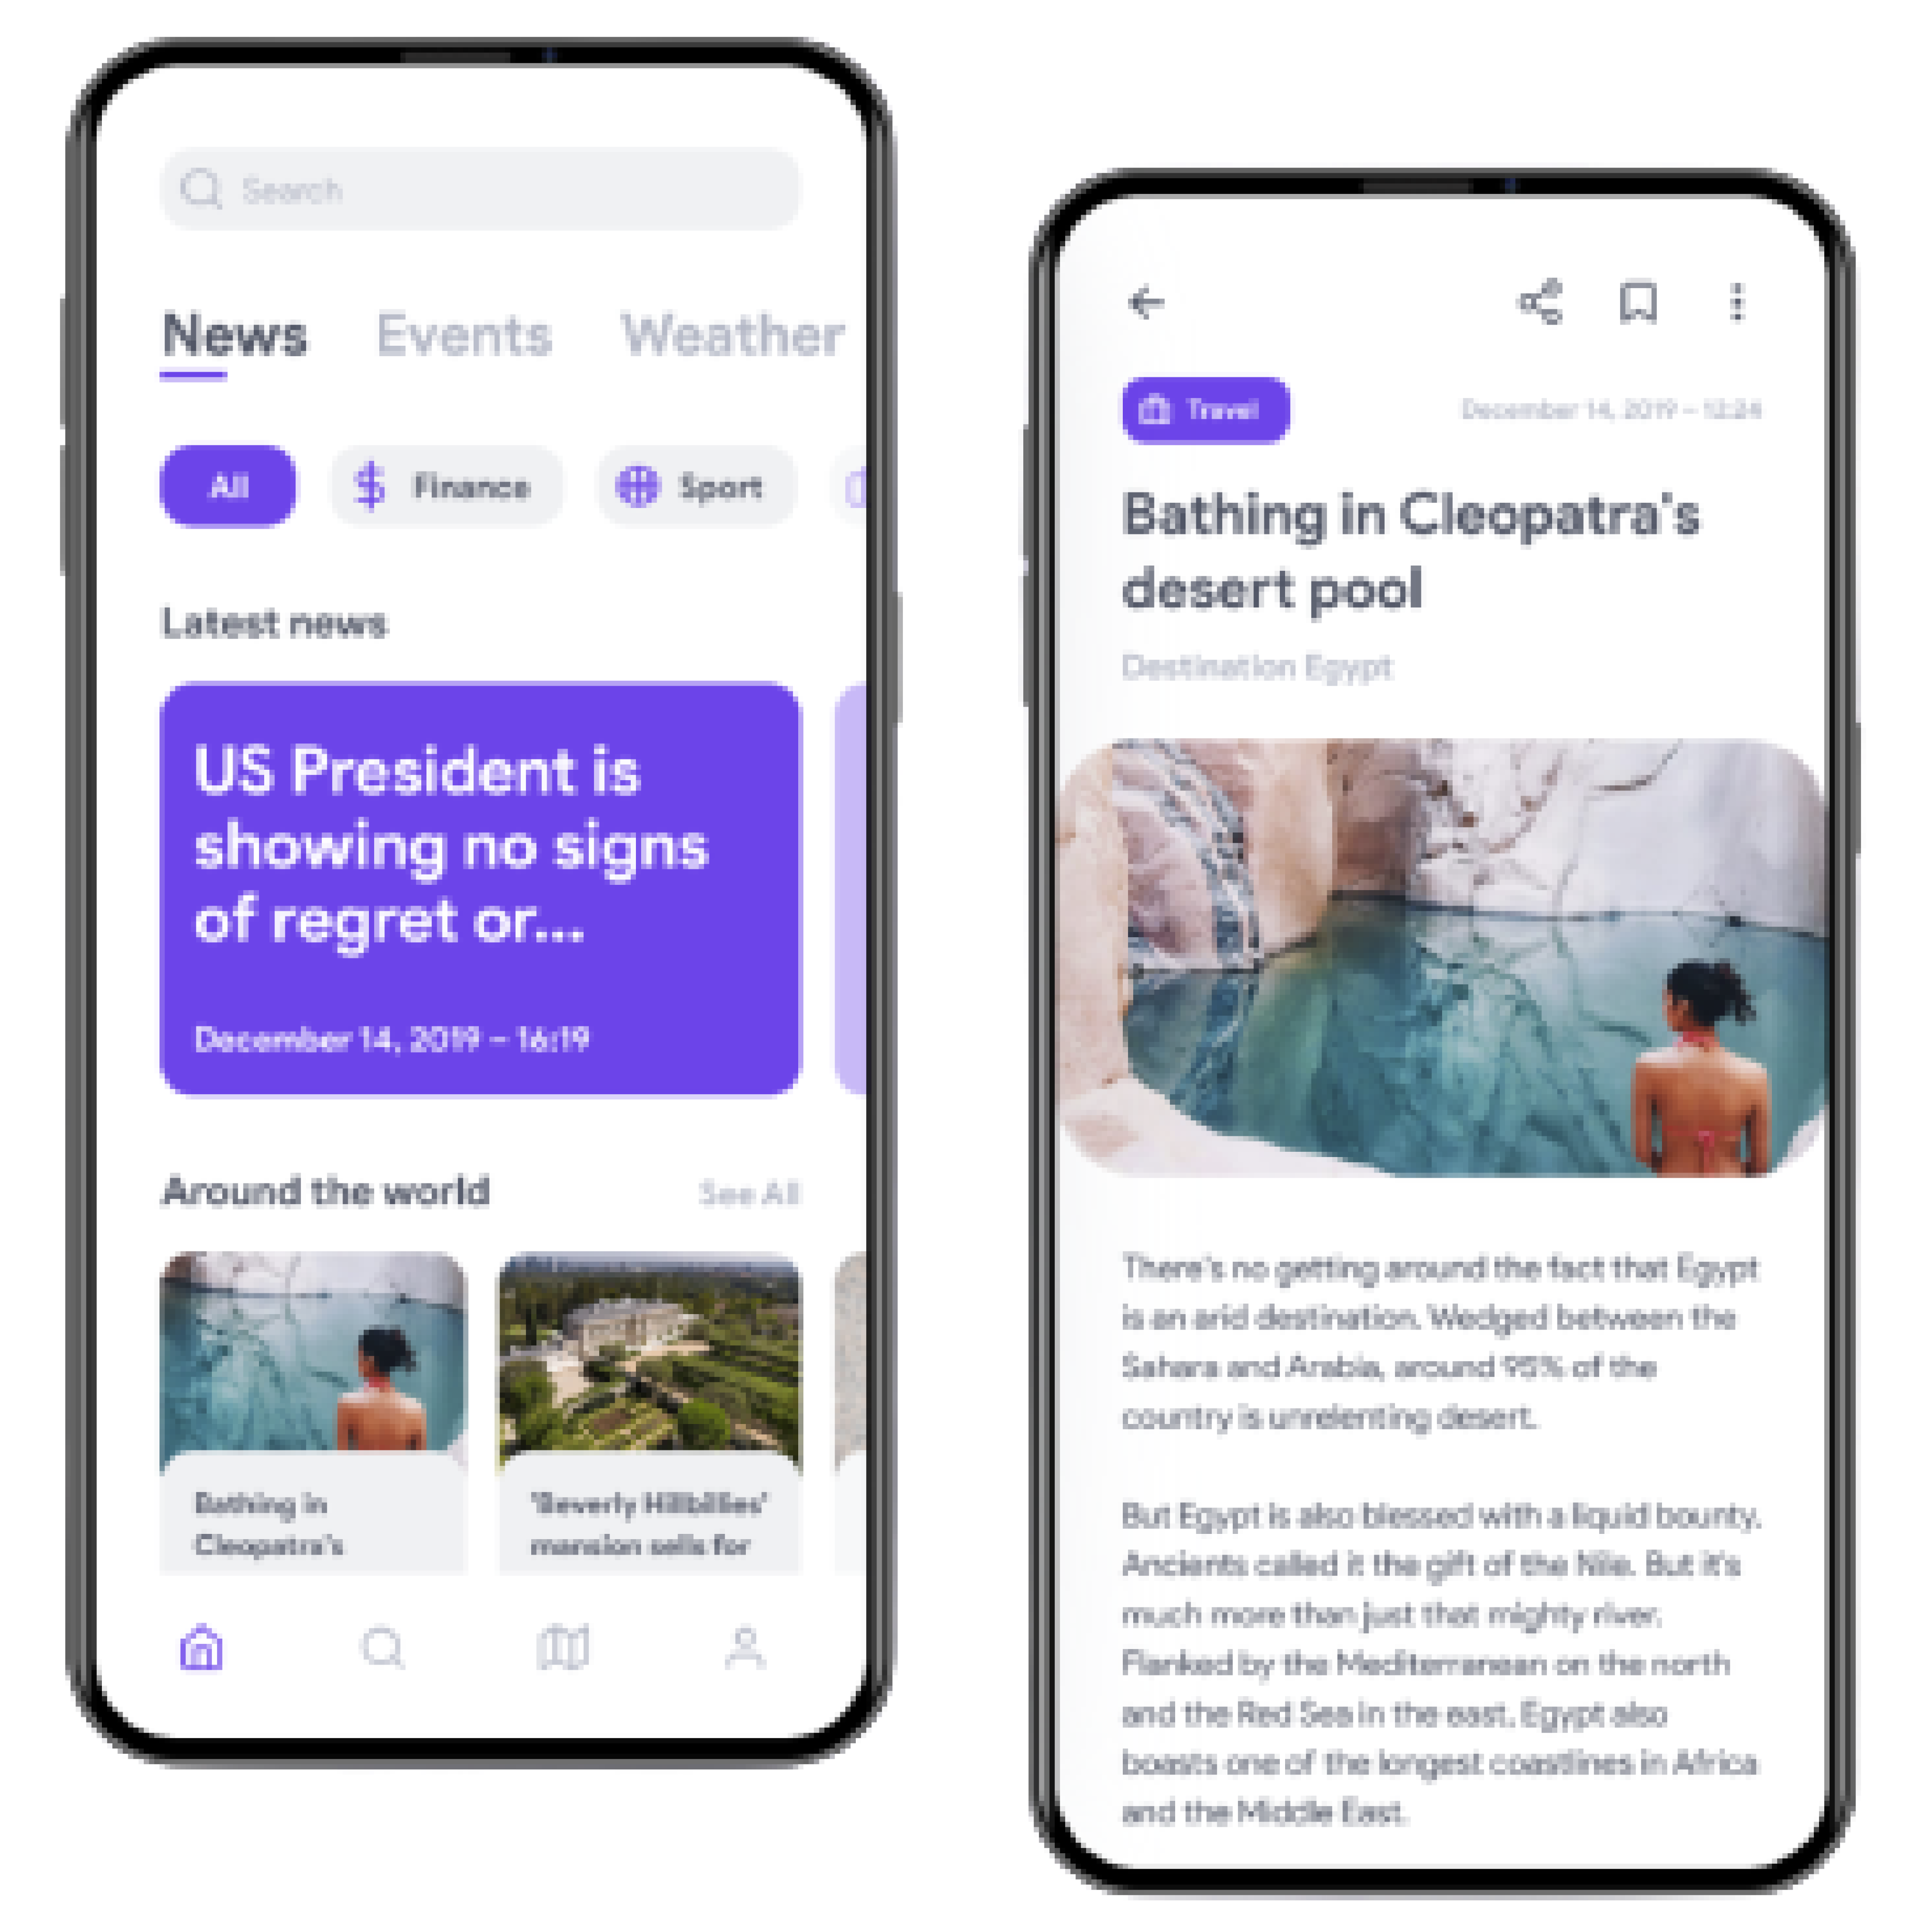 Search
News Events Weather
All Finance Sport
Latest news
US President is
showing no signs
of regret or...
December 14, 2019 – 16:19
Around the world See All
Bathing in
Cleopatra's
'Beverly Hillbillies'
mansion sells for
Travel December 14, 2019 – 12:24
Bathing in Cleopatra's
desert pool
Destination Egypt
There's no getting around the fact that Egypt
is an arid destination. Wedged between the
Sahara and Arabia, around 95% of the
country is unrelenting desert.
But Egypt is also blessed with a liquid bounty.
Ancients called it the gift of the Nile. But it's
much more than just that mighty river.
Flanked by the Mediterranean on the north
and the Red Sea in the east, Egypt also
boasts one of the longest coastlines in Africa
and the Middle East.